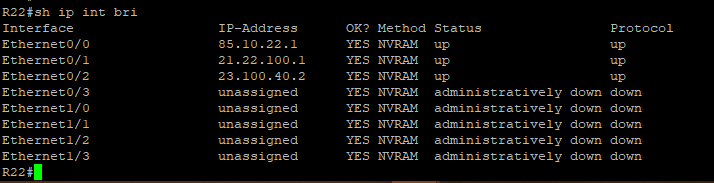 R22#sh ip int bri
Interface                  IP-Address      OK? Method Status                Protocol
Ethernet0/0                85.10.22.1      YES NVRAM  up                    up
Ethernet0/1                21.22.100.1     YES NVRAM  up                    up
Ethernet0/2                23.100.40.2     YES NVRAM  up                    up
Ethernet0/3                unassigned      YES NVRAM  administratively down down
Ethernet1/0                unassigned      YES NVRAM  administratively down down
Ethernet1/1                unassigned      YES NVRAM  administratively down down
Ethernet1/2                unassigned      YES NVRAM  administratively down down
Ethernet1/3                unassigned      YES NVRAM  administratively down down
R22#